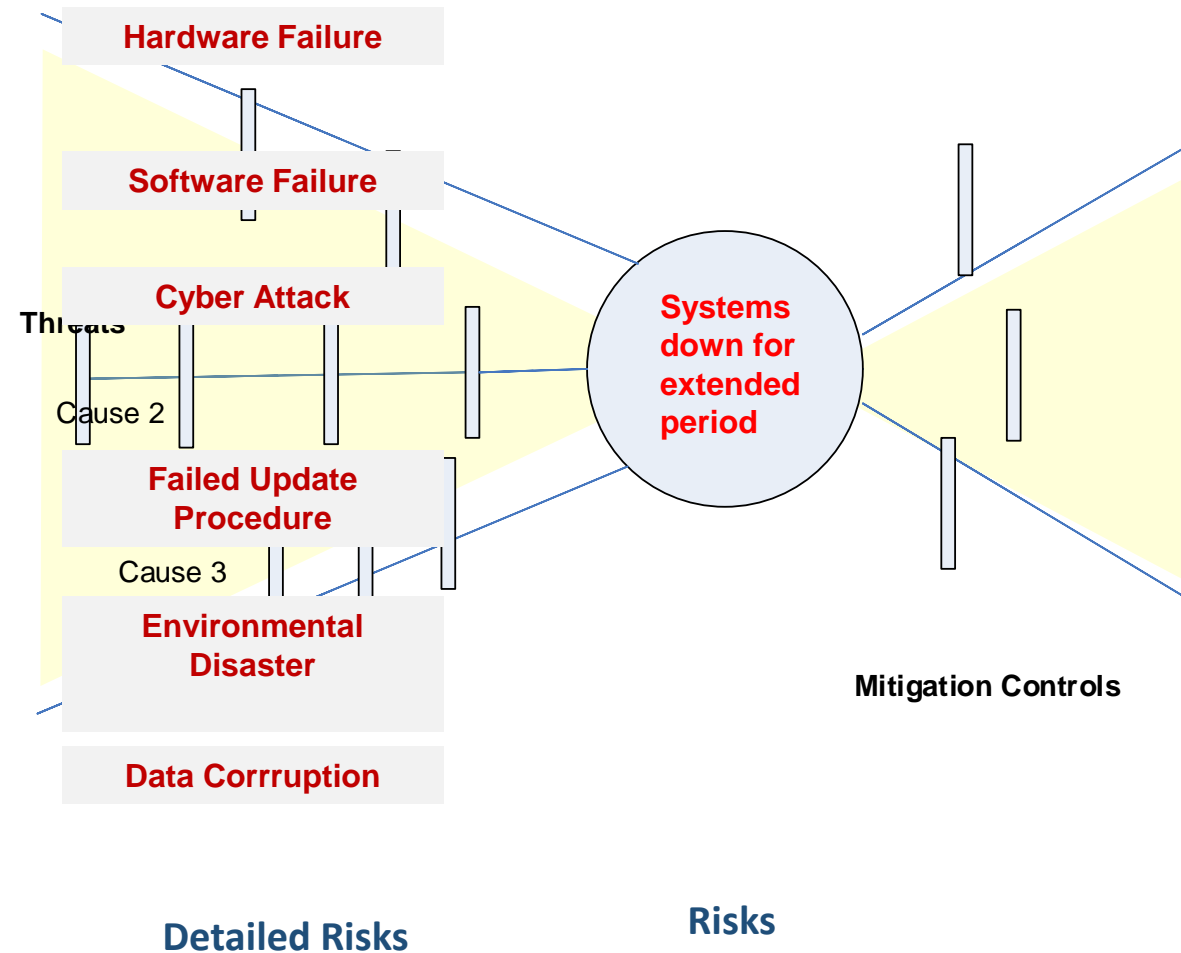 Hardware Failure
Software Failure
Cyber Attack
Threats
Cause 2
Failed Update
Procedure
Cause 3
Environmental
Disaster
Data Corrruption
Systems
down for
extended
period
Mitigation Controls
Detailed Risks
Risks